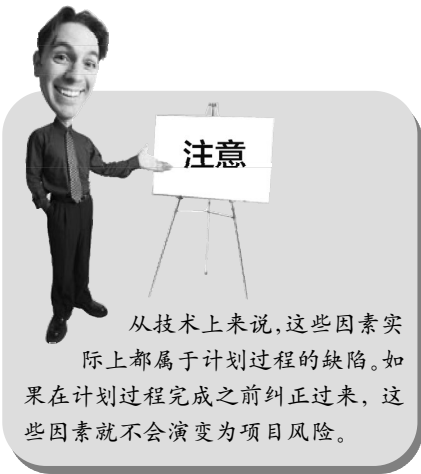 注意
从技术上来说,这些因素实
际上都属于计划过程的缺陷。如
果在计划过程完成之前纠正过来,这
些因素就不会演变为项目风险。